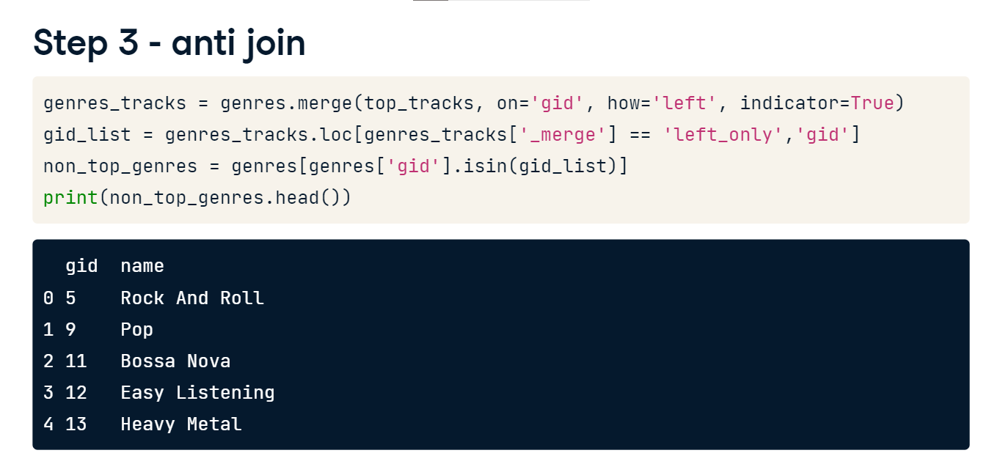 Step 3 - anti join
genres_tracks = genres.merge(top_tracks, on='gid', how='left', indicator=True)
gid_list = genres_tracks.loc[genres_tracks['_merge'] == 'left_only','gid']
non_top_genres = genres[genres['gid'].isin(gid_list)]
print(non_top_genres.head())
  gid  name
0 5    Rock And Roll
1 9    Pop
2 11   Bossa Nova
3 12   Easy Listening
4 13   Heavy Metal